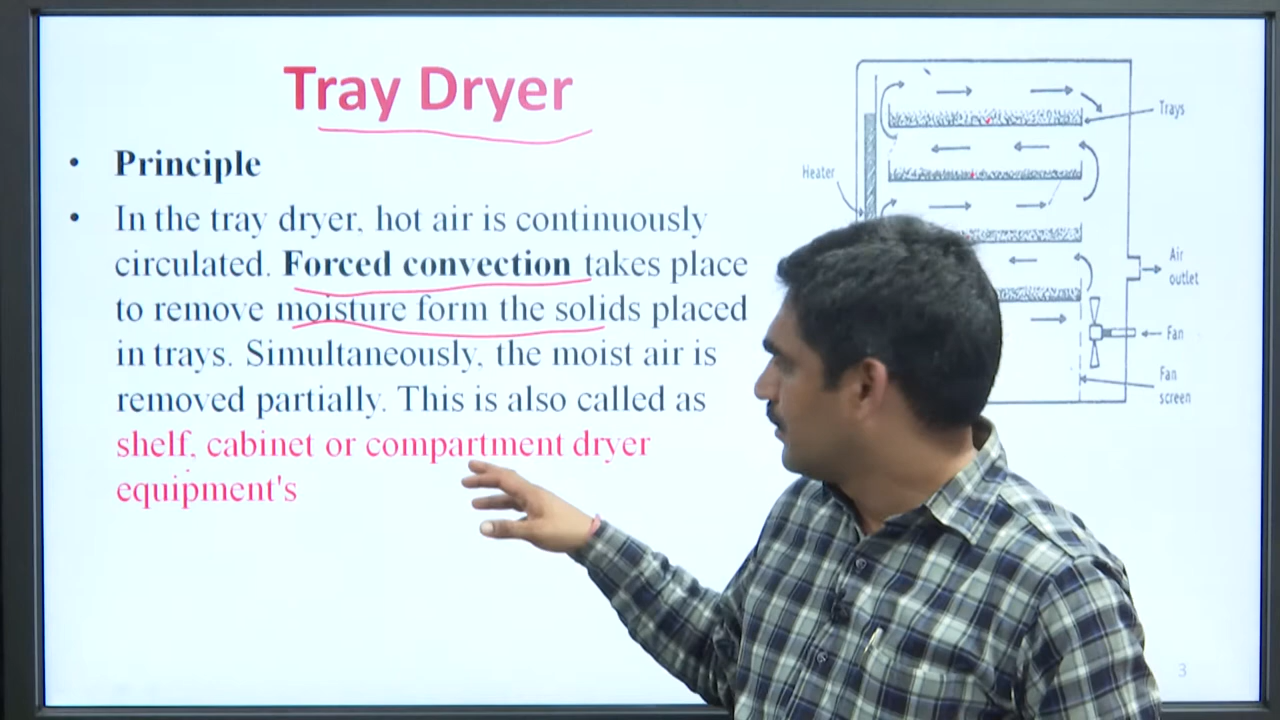 Tray Dryer
• Principle
• In the tray dryer, hot air is continuously
circulated. Forced convection takes place
to remove moisture form the solids placed
in trays. Simultaneously, the moist air is
removed partially. This is also called as
shelf, cabinet or compartment dryer
equipment's
Trays
Heater
Air
outlet
Fan
Fan
screen
3